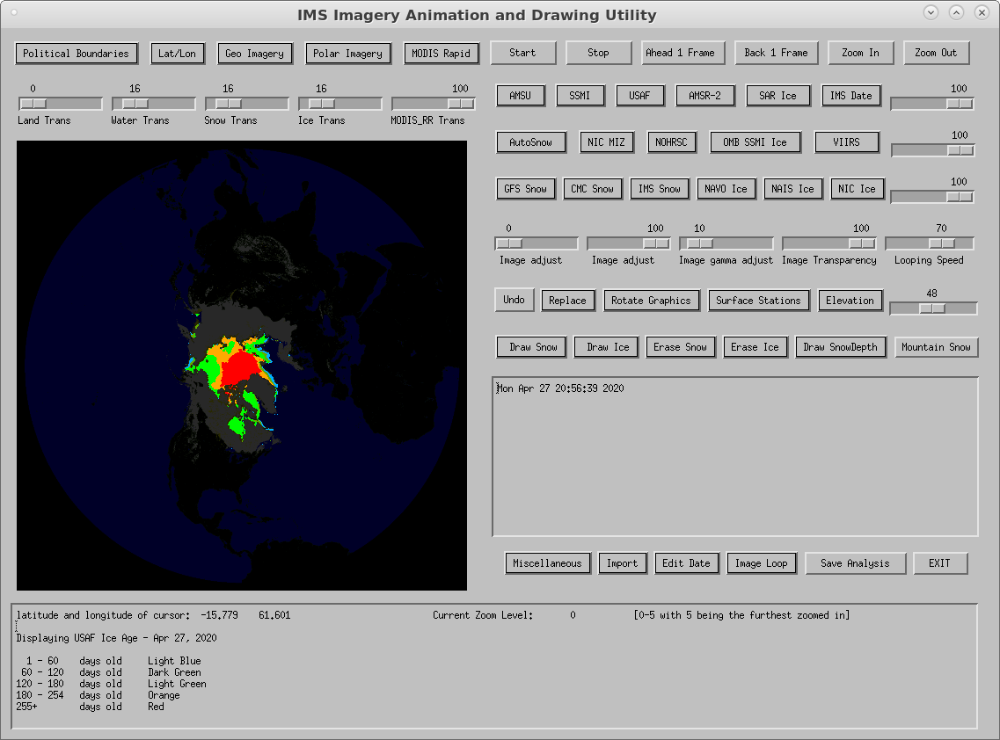 IMS Imagery Animation and Drawing Utility
Political Boundaries Lat/Lon Geo Imagery Polar Imagery MODIS Rapid Start Stop Ahead 1 Frame Back 1 Frame Zoom In Zoom Out
0 16 16 16 100
Land Trans Water Trans Snow Trans Ice Trans MODIS_RR Trans
AMSU SSMI USAF AMSR-2 SAR Ice IMS Date 100
AutoSnow NIC MIZ NOHRSC OMB SSMI Ice VIIRS 100
GFS Snow CMC Snow IMS Snow NAVO Ice NAIS Ice NIC Ice 100
0 100 10 100 70
Image adjust Image adjust Image gamma adjust Image Transparency Looping Speed
Undo Replace Rotate Graphics Surface Stations Elevation 48
Draw Snow Draw Ice Erase Snow Erase Ice Draw SnowDepth Mountain Snow
Mon Apr 27 20:56:39 2020
Miscellaneous Import Edit Date Image Loop Save Analysis EXIT
latitude and longitude of cursor: -15.779 61.601 Current Zoom Level: 0 [0-5 with 5 being the furthest zoomed in]
Displaying USAF Ice Age - Apr 27, 2020
1 - 60 days old Light Blue
60 - 120 days old Dark Green
120 - 180 days old Light Green
180 - 254 days old Orange
255+ days old Red